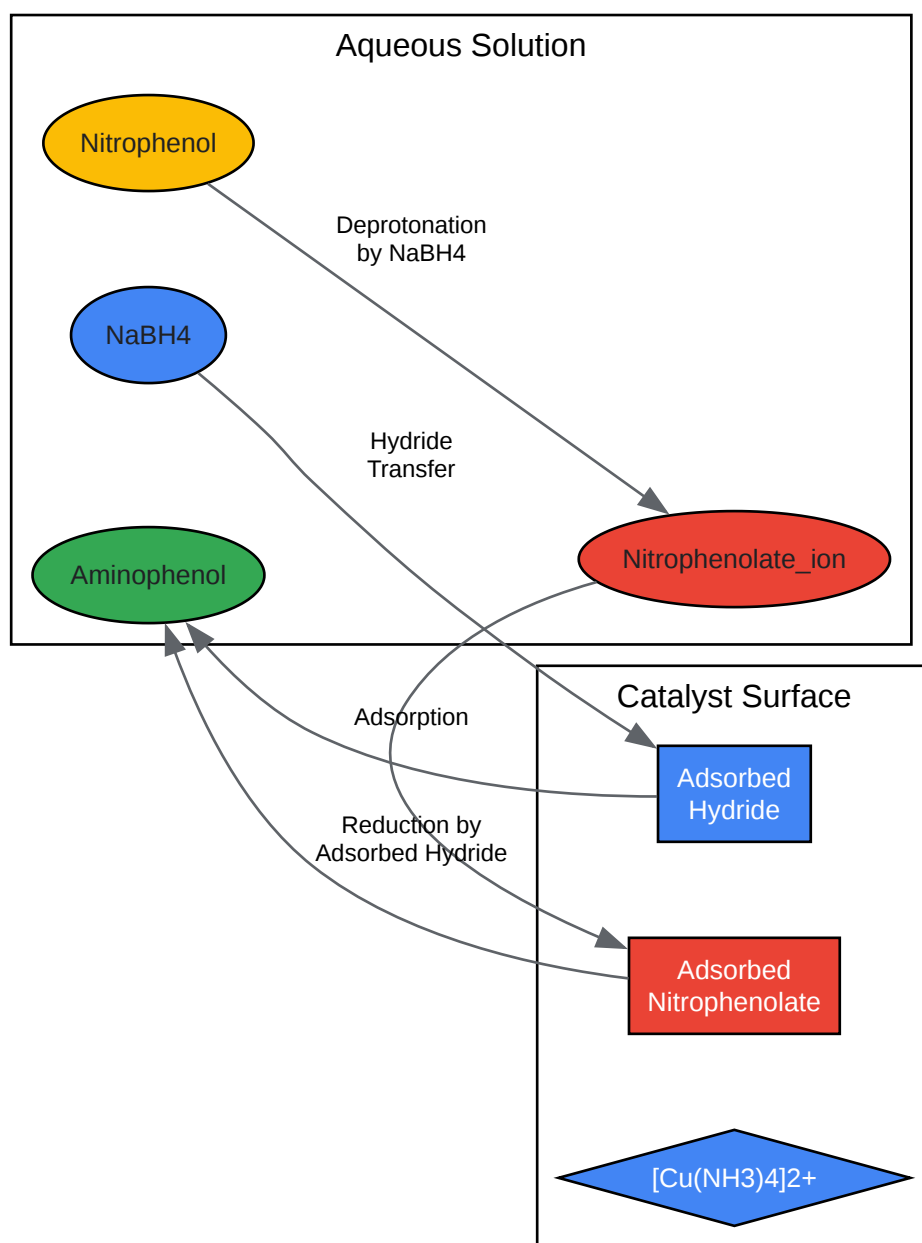 Aqueous Solution
Nitrophenol
Deprotonation
by NaBH4
NaBH4
Hydride
Transfer
Aminophenol
Nitrophenolate_ion
Catalyst Surface
Adsorption
Adsorbed
Hydride
Reduction by
Adsorbed Hydride
Adsorbed
Nitrophenolate
[Cu(NH3)4]2+